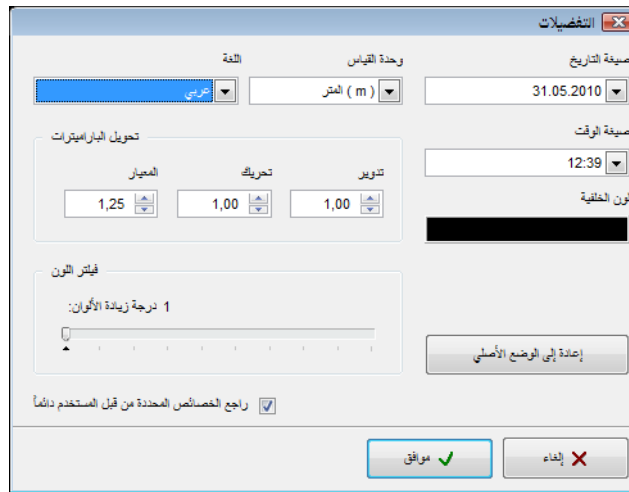 التفضيلات
صيغة التاريخ
وحدة القياس
اللغة
31.05.2010
( m ) المتر
عربي
صيغة الوقت
12:39
لون الخلفية
تحويل البارامیترات
تدوير
تحريك
المعيار
1,00
1,00
1,25
فيلتر اللون
1 درجة زيادة الألوان:
إعادة إلى الوضع الأصلي
راجع الخصائص المحددة من قبل المستخدم دائماً
إلغاء
موافق